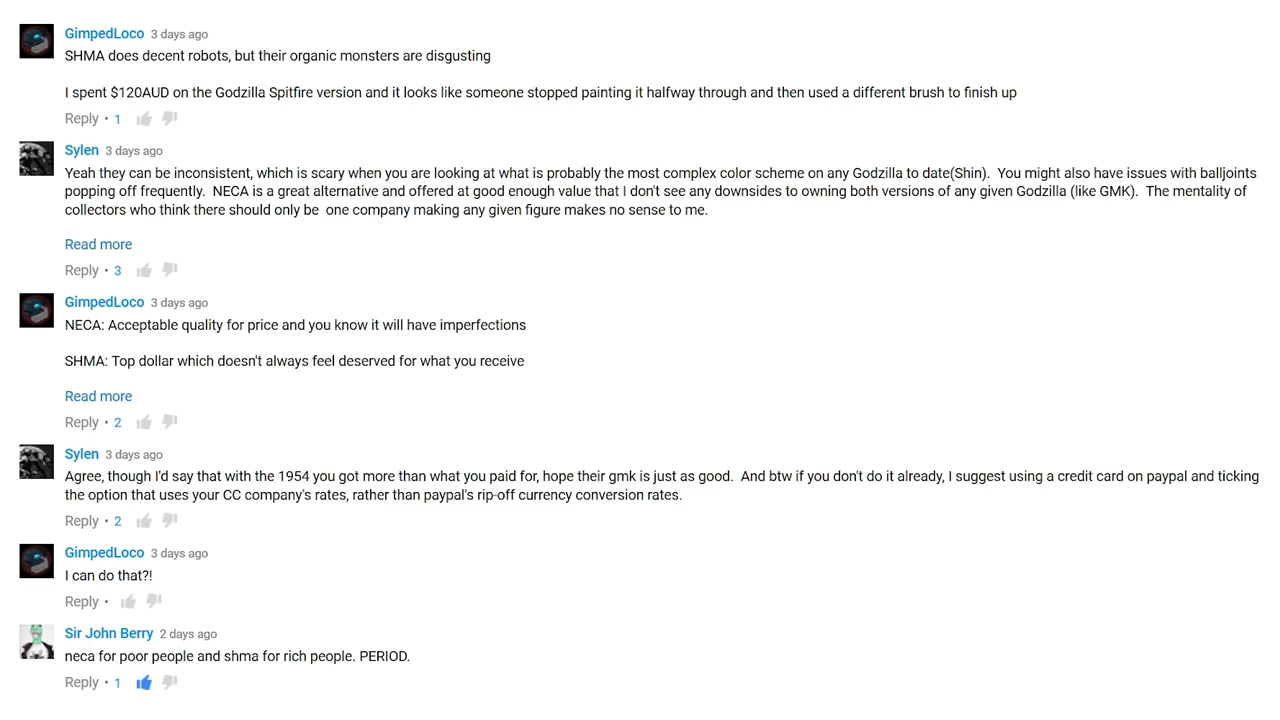 GimpedLoco 3 days ago
SHMA does decent robots, but their organic monsters are disgusting
I spent $120AUD on the Godzilla Spitfire version and it looks like someone stopped painting it halfway through and then used a different brush to finish up
Reply • 1
Sylen 3 days ago
Yeah they can be inconsistent, which is scary when you are looking at what is probably the most complex color scheme on any Godzilla to date(Shin).  You might also have issues with balljoints
popping off frequently.  NECA is a great alternative and offered at good enough value that I don't see any downsides to owning both versions of any given Godzilla (like GMK).  The mentality of
collectors who think there should only be  one company making any given figure makes no sense to me.
Read more
Reply • 3
GimpedLoco 3 days ago
NECA: Acceptable quality for price and you know it will have imperfections
SHMA: Top dollar which doesn't always feel deserved for what you receive
Read more
Reply • 2
Sylen 3 days ago
Agree, though I'd say that with the 1954 you got more than what you paid for, hope their gmk is just as good.  And btw if you don't do it already, I suggest using a credit card on paypal and ticking
the option that uses your CC company's rates, rather than paypal's rip-off currency conversion rates.
Reply • 2
GimpedLoco 3 days ago
I can do that?!
Reply •
Sir John Berry 2 days ago
neca for poor people and shma for rich people. PERIOD.
Reply • 1